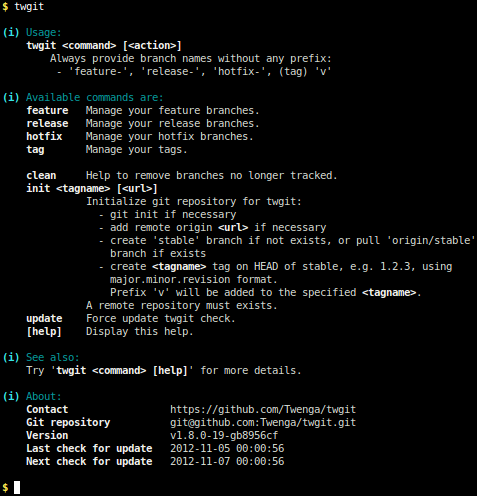 $ twgit
(i) Usage:
twgit <command> [<action>]
Always provide branch names without any prefix:
- 'feature-', 'release-', 'hotfix-', (tag) 'v'
(i) Available commands are:
feature Manage your feature branches.
release Manage your release branches.
hotfix Manage your hotfix branches.
tag Manage your tags.
clean Help to remove branches no longer tracked.
init <tagname> [<url>]
Initialize git repository for twgit:
- git init if necessary
- add remote origin <url> if necessary
- create 'stable' branch if not exists, or pull 'origin/stable'
branch if exists
- create <tagname> tag on HEAD of stable, e.g. 1.2.3, using
major.minor.revision format.
Prefix 'v' will be added to the specified <tagname>.
A remote repository must exists.
update Force update twgit check.
[help] Display this help.
(i) See also:
Try 'twgit <command> [help]' for more details.
(i) About:
Contact https://github.com/Twenga/twgit
Git repository git@github.com:Twenga/twgit.git
Version v1.8.0-19-gb8956cf
Last check for update 2012-11-05 00:00:56
Next check for update 2012-11-07 00:00:56
$